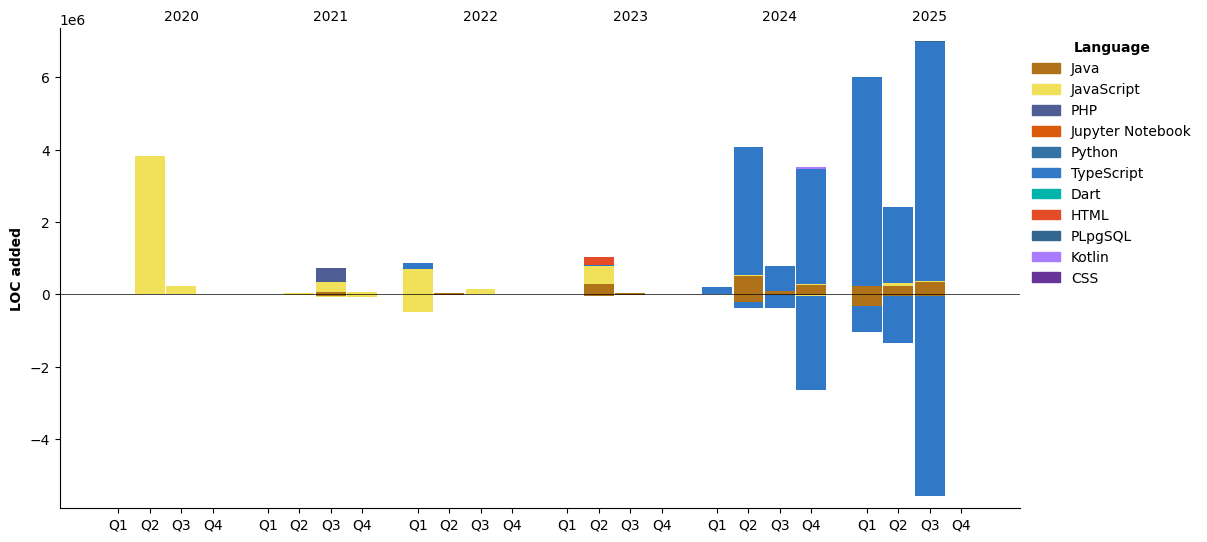 1e6
2020 2021 2022 2023 2024 2025
LOC added
6
4
2
0
−2
−4
Q1 Q2 Q3 Q4 Q1 Q2 Q3 Q4 Q1 Q2 Q3 Q4 Q1 Q2 Q3 Q4 Q1 Q2 Q3 Q4 Q1 Q2 Q3 Q4
Language
Java
JavaScript
PHP
Jupyter Notebook
Python
TypeScript
Dart
HTML
PLpgSQL
Kotlin
CSS